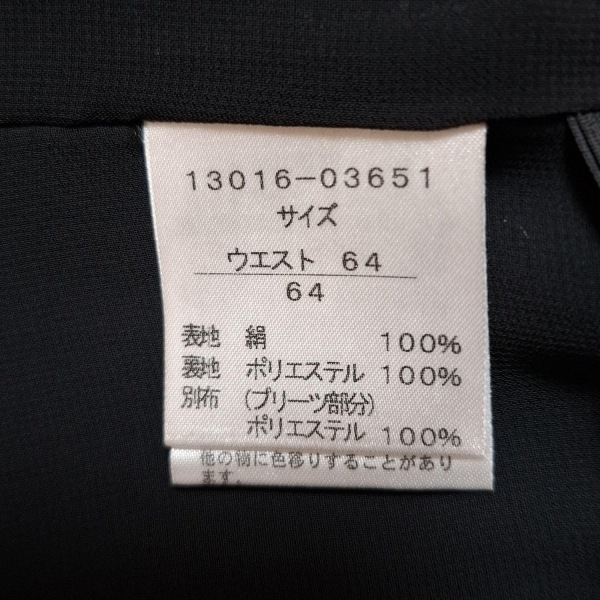 13016-03651
サイズ
ウエスト 64
64
表地 絹 100%
裏地 ポリエステル 100%
別布 (プリーツ部分)
ポリエステル 100%
他の物に色移りすることがあり
ます。